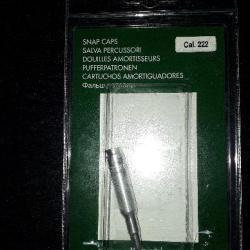 SNAP CAPS
SALVA PERCUSSORI
DOUILLES AMORTISSEURS
PUFFERPATRONEN
CARTUCHOS AMORTIGUADORES
Cal. 222